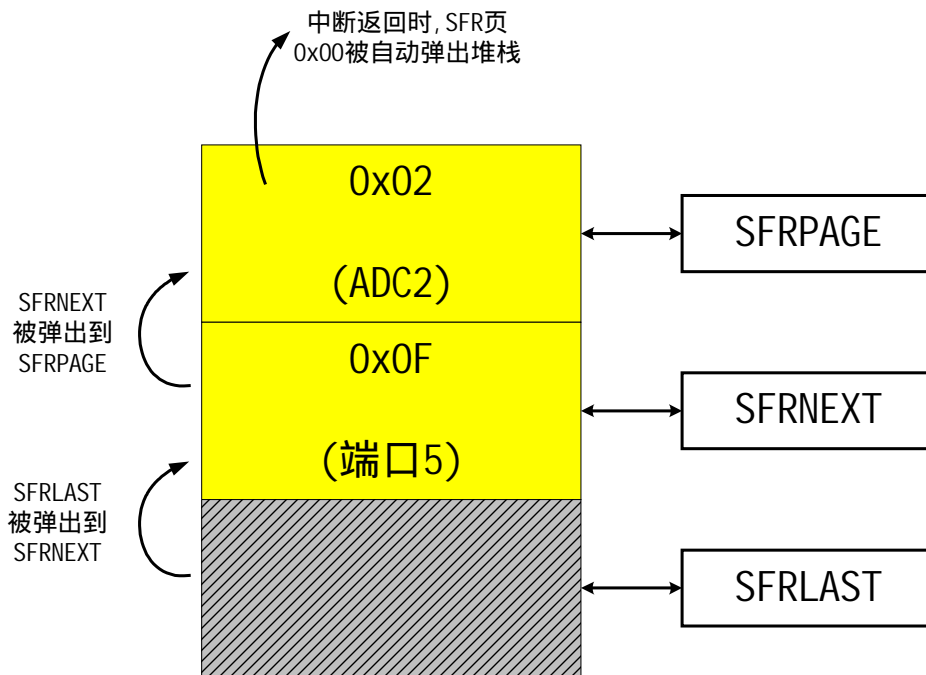 中断返回时, SFR页
0x00被自动弹出堆栈
0x02
(ADC2)
SFRPAGE
SFRNEXT
被弹出到
SFRPAGE
0x0F
(端口5)
SFRNEXT
SFRLAST
被弹出到
SFRNEXT
SFRLAST